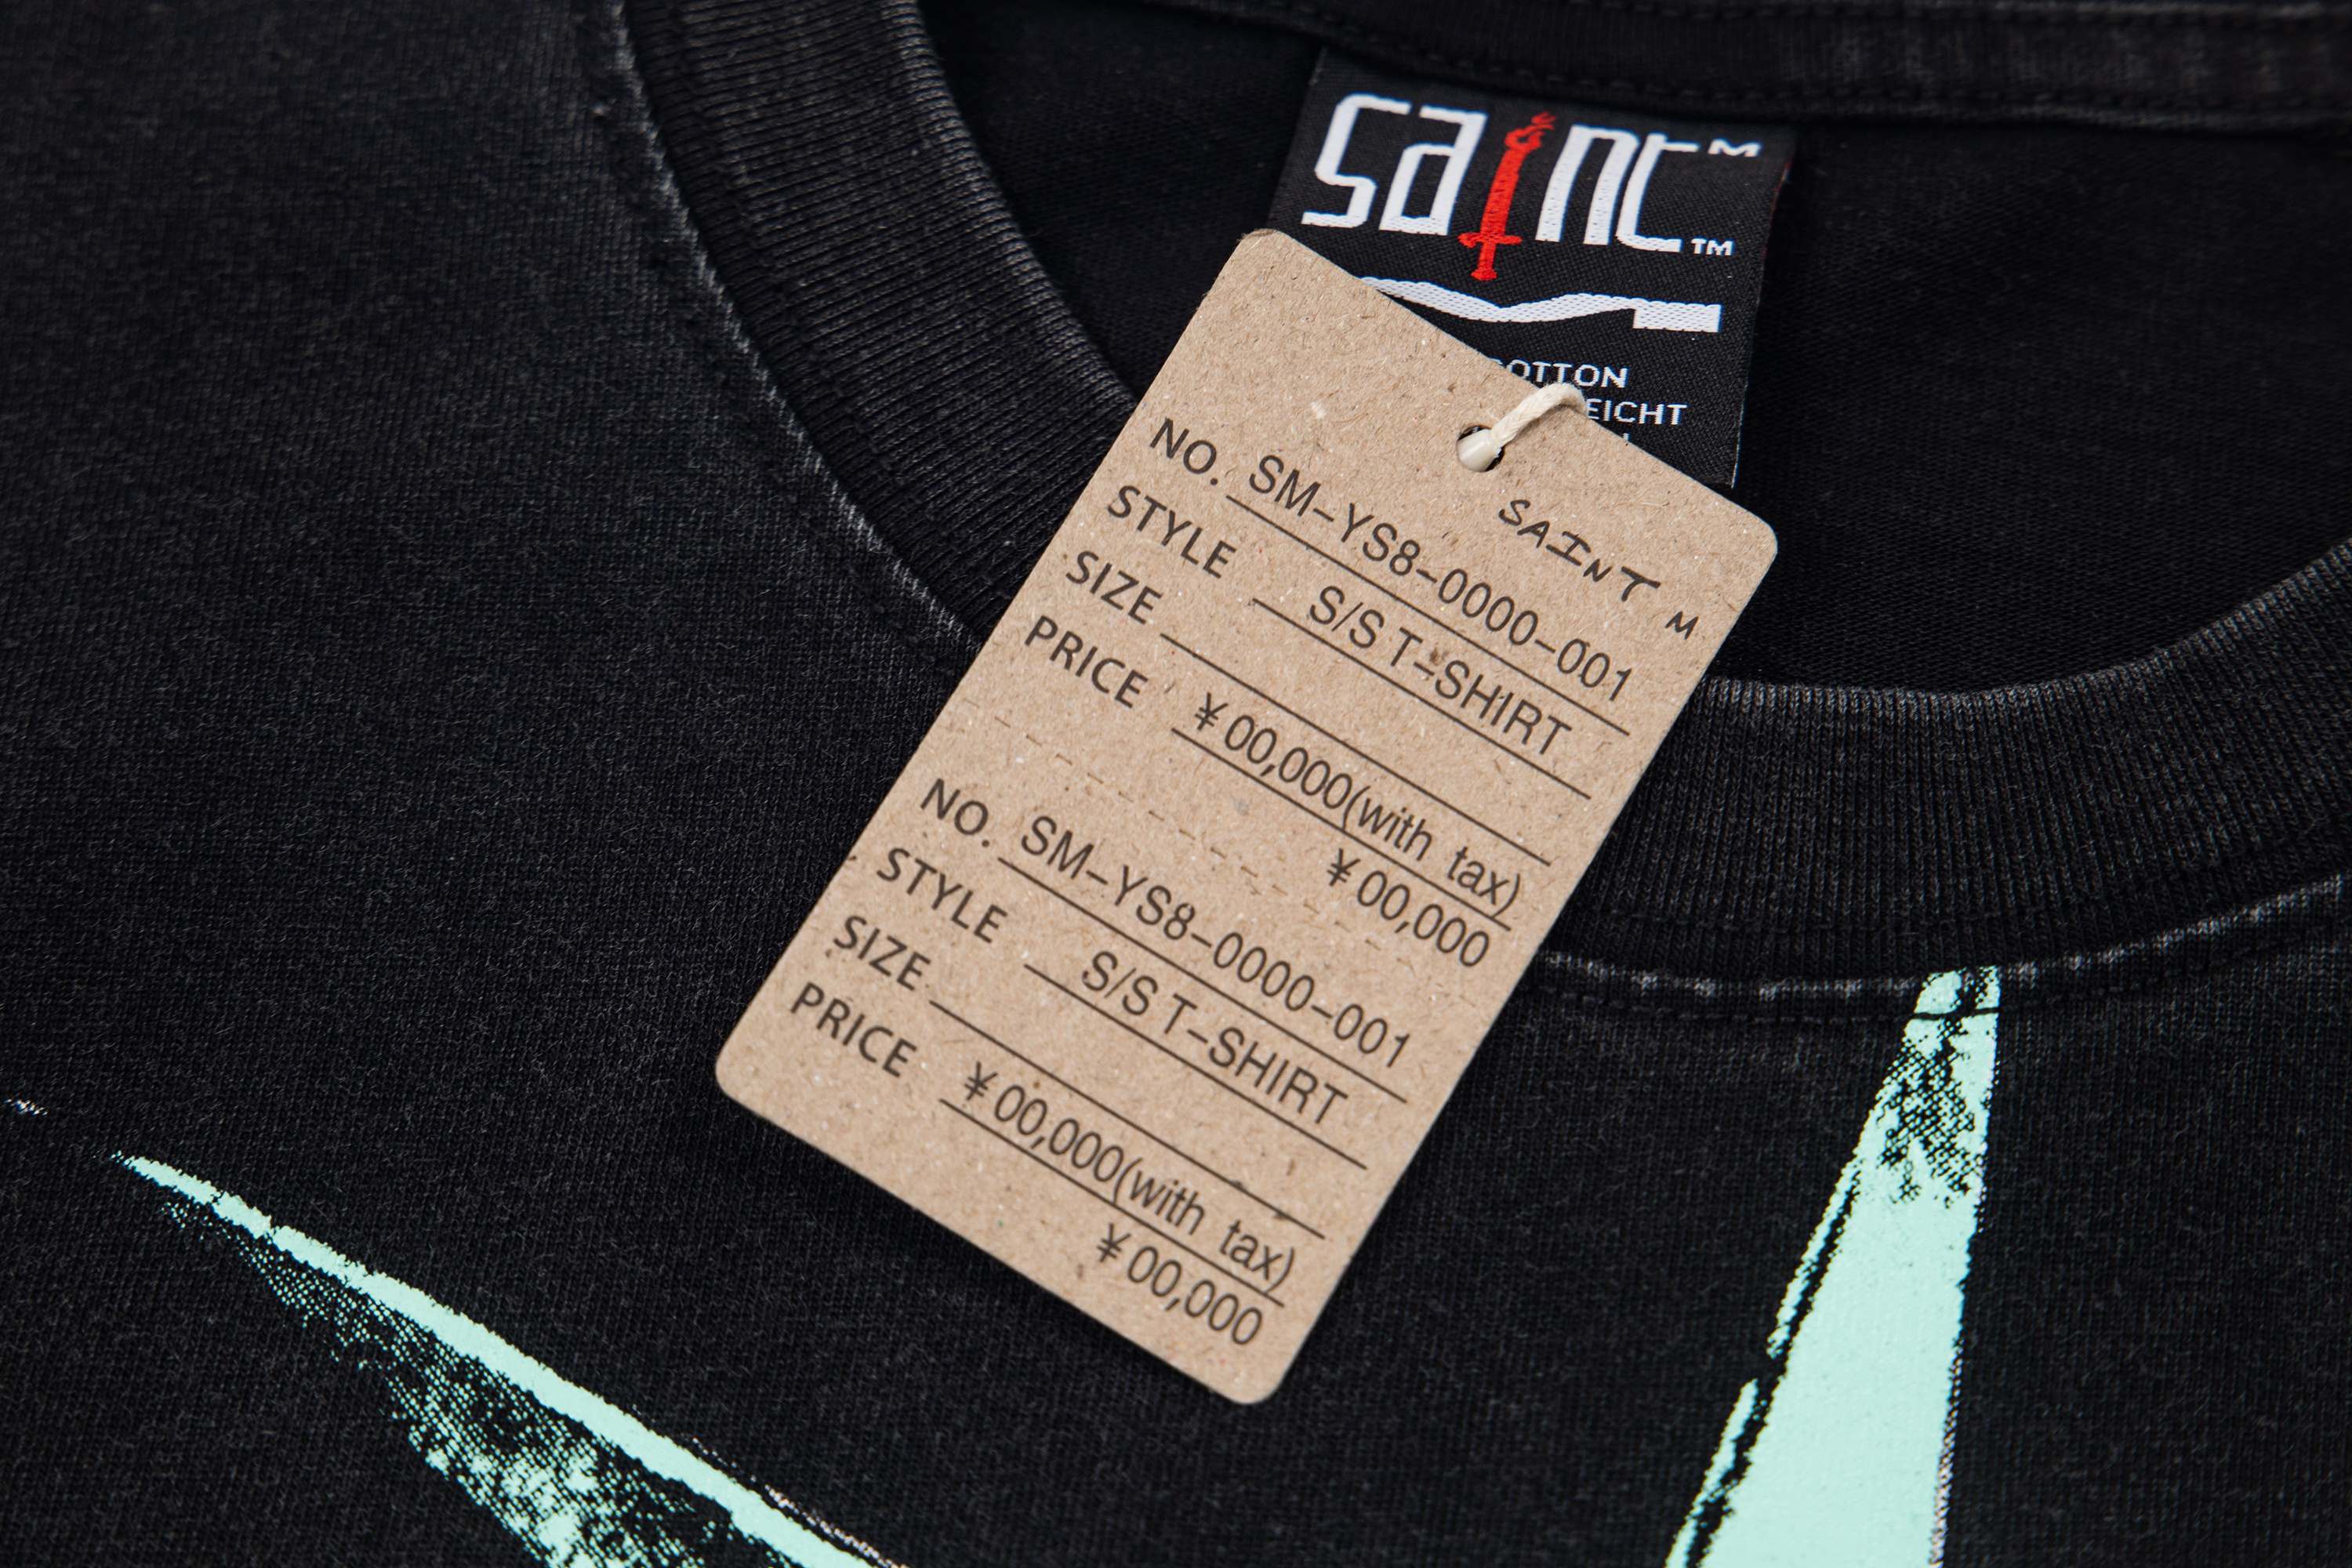 saint M
TM
COTTON
EICHT
SAINT M
NO. SM-YS8-0000-001
STYLE S/S T-SHIRT
SIZE
PRICE ¥00,000(with tax)
¥00,000
NO. SM-YS8-0000-001
STYLE S/S T-SHIRT
SIZE
PRICE ¥00,000(with tax)
¥00,000